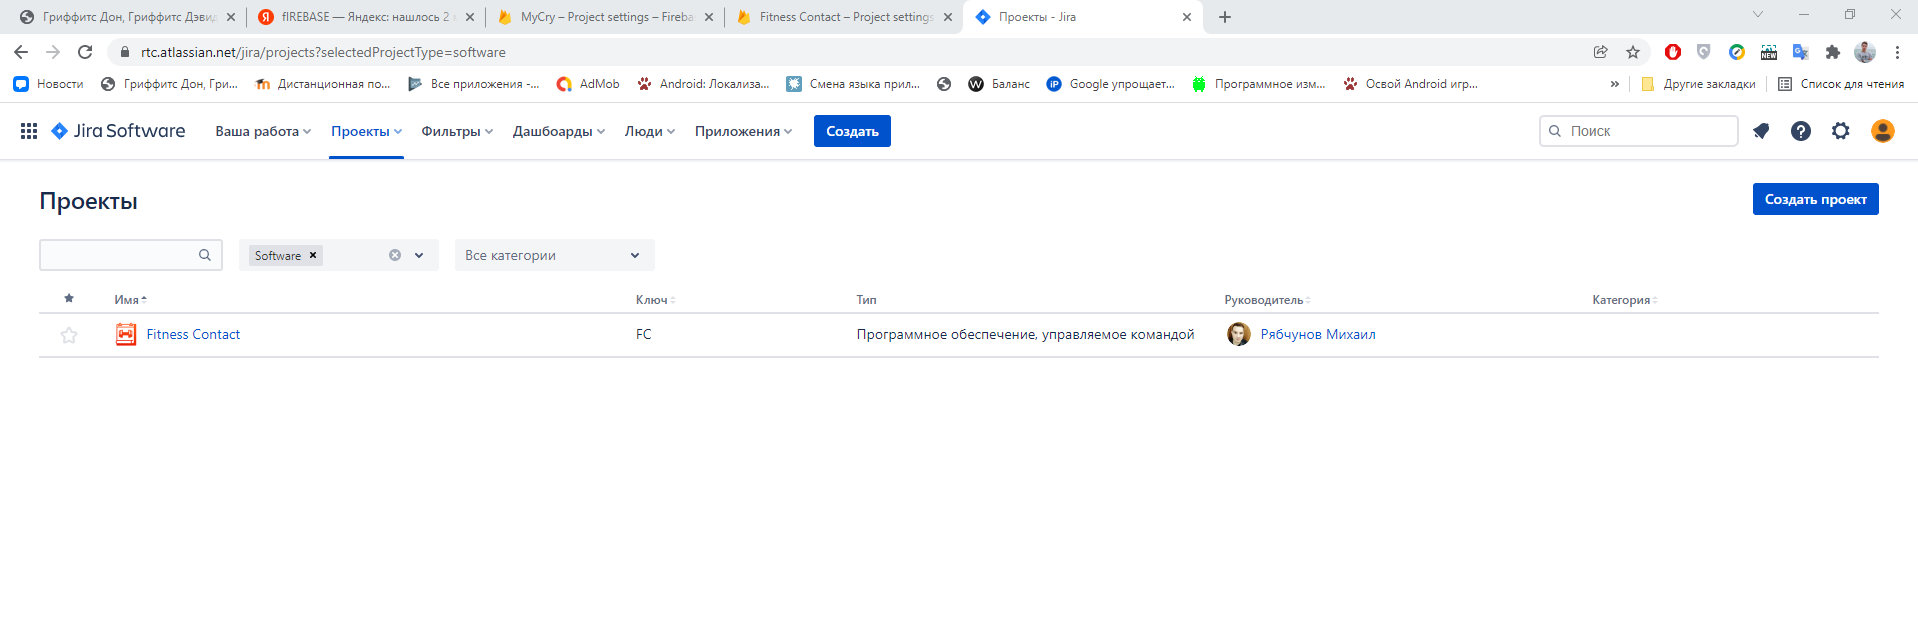 Гриффитс Дон, Гриффитс Дэвид
fIREBASE — Яндекс: нашлось 2
MyCry – Project settings – Fireba
Fitness Contact – Project settings
Проекты - Jira
rtc.atlassian.net/jira/projects?selectedProjectType=software
Новости Гриффитс Дон, Гри... Дистанционная по... Все приложения -... AdMob Android: Локализа... Смена языка прил... Баланс Google упрощает... Программное изм... Освой Android игр... » Другие закладки Список для чтения
Jira Software Ваша работа Проекты Фильтры Дашбоарды Люди Приложения Создать Поиск
Проекты Создать проект
Software Все категории
Имя Ключ Тип Руководитель Категория
Fitness Contact FC Программное обеспечение, управляемое командой Рябчунов Михаил